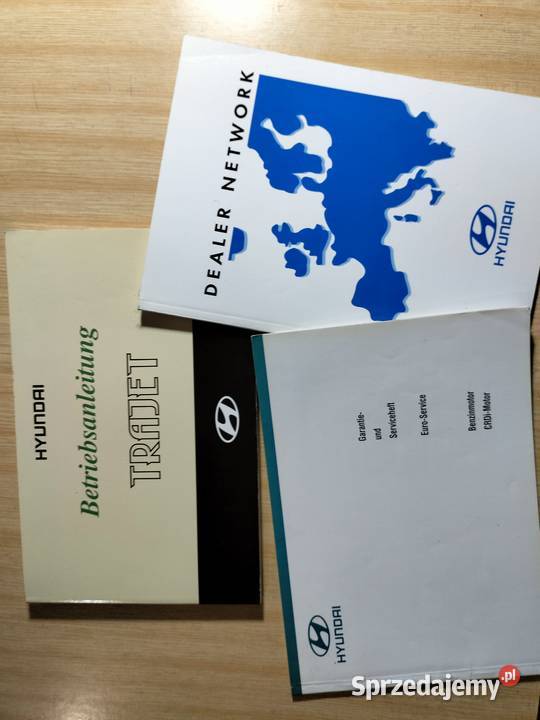 DEALER NETWORK
HYUNDAI
HYUNDAI
Betriebsanleitung
TRAJET
Garantie-
und
Serviceheft
Euro-Service
Benzinmotor
CRDi-Motor
HYUNDAI
Sprzedajemy.pl